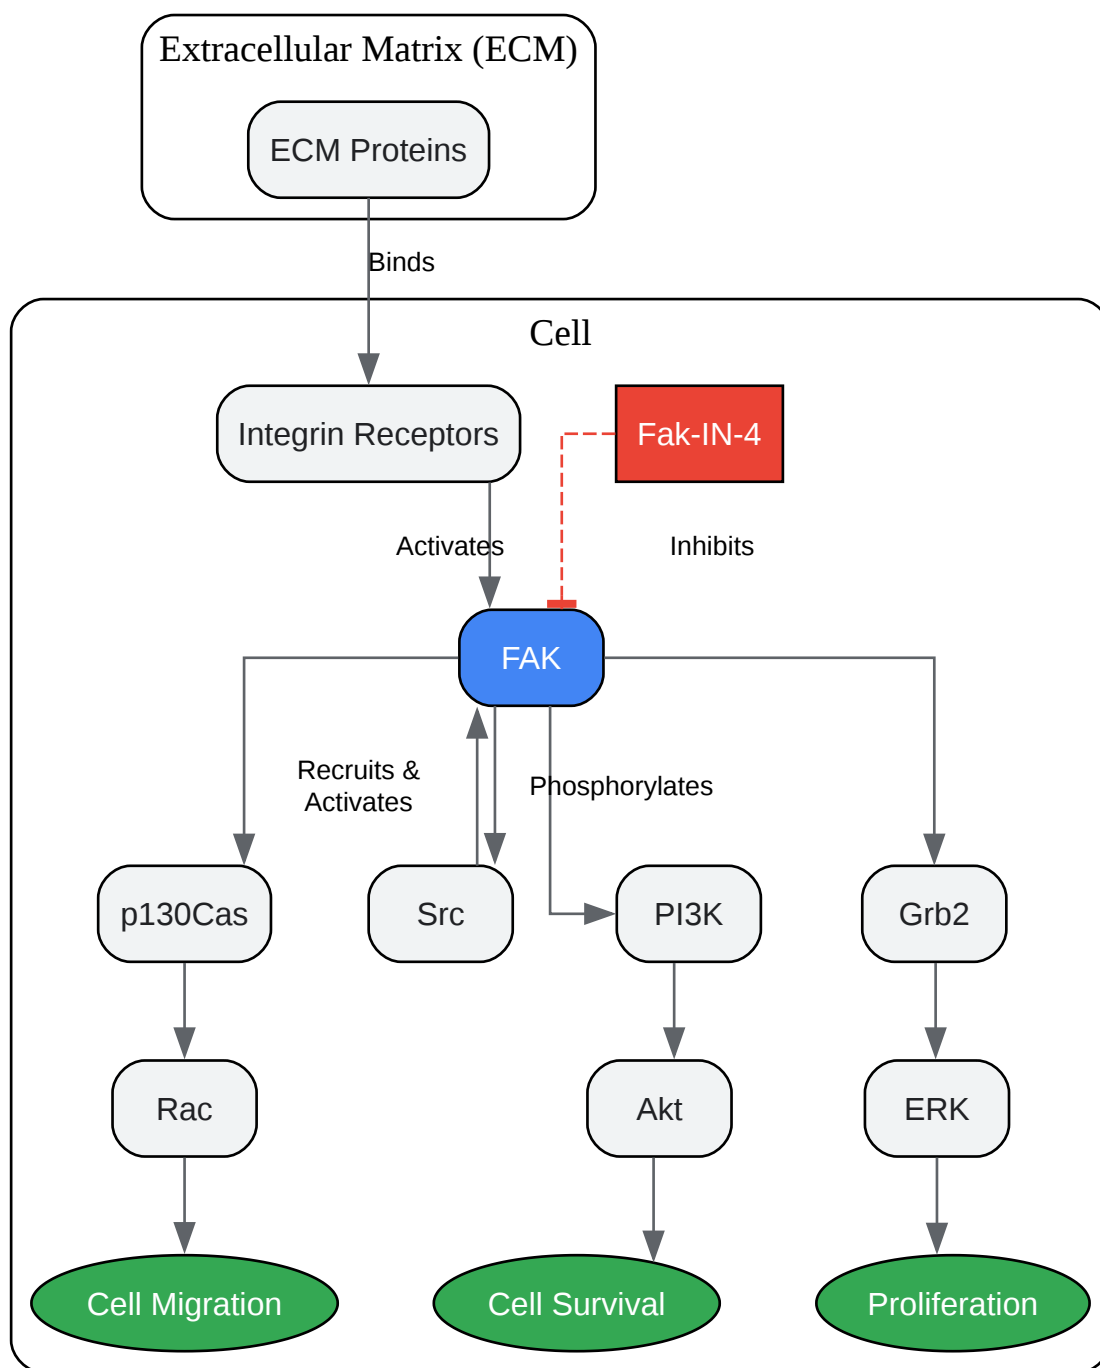 Extracellular Matrix (ECM)
ECM Proteins
Binds
Cell
Integrin Receptors
Fak-IN-4
Activates
Inhibits
FAK
Recruits &
Activates
Phosphorylates
p130Cas
Src
PI3K
Grb2
Rac
Akt
ERK
Cell Migration
Cell Survival
Proliferation